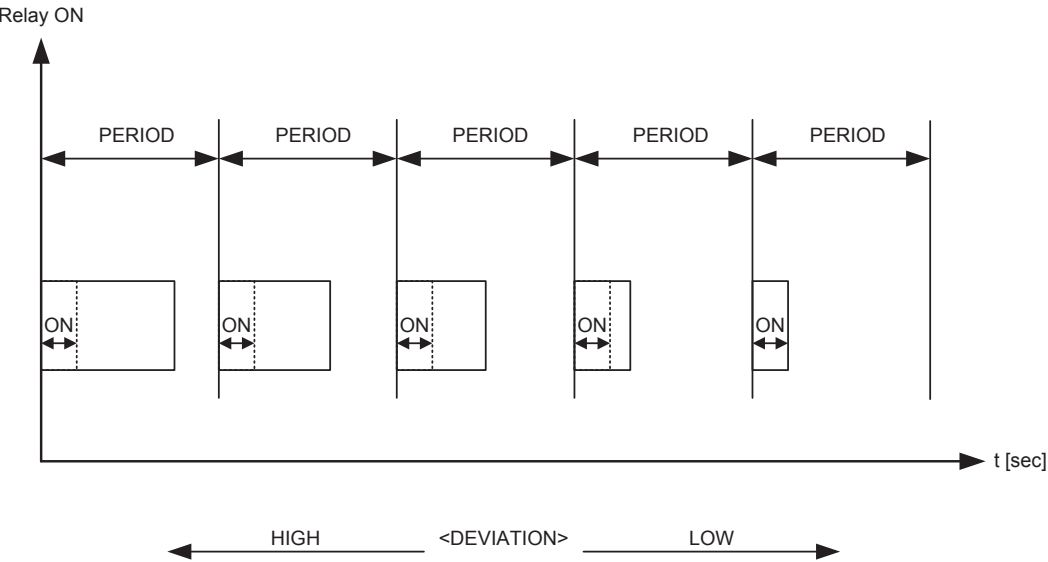 Relay ON
PERIOD PERIOD PERIOD PERIOD PERIOD
ON ON ON ON ON
t [sec]
HIGH <DEVIATION> LOW